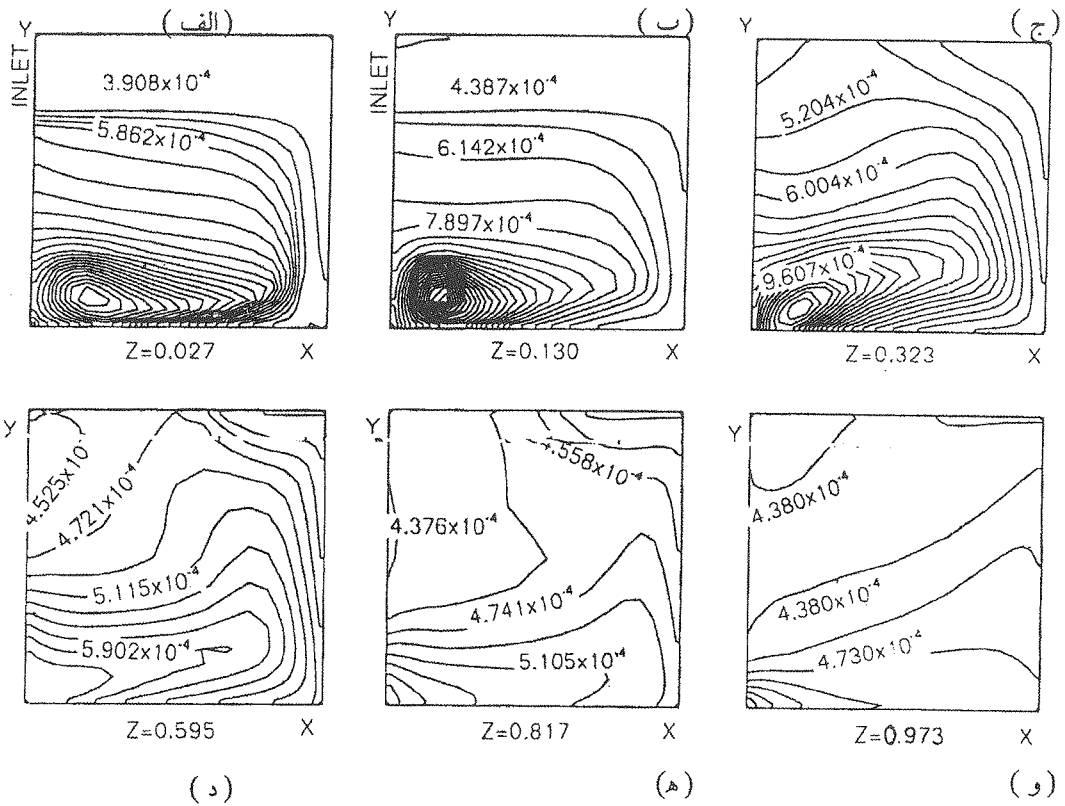 (الف)
Y
INLET
3.908x10⁻⁴
5.862x10⁻⁴
Z=0.027 X
(ب)
Y
INLET
4.387x10⁻⁴
6.142x10⁻⁴
7.897x10⁻⁴
Z=0.130 X
(ج)
Y
5.204x10⁻⁴
6.004x10⁻⁴
9.607x10⁻⁴
Z=0.323 X
Y
4.525x10
4.721x10⁻⁴
5.115x10⁻⁴
5.902x10⁻⁴
Z=0.595 X
(د)
Y
4.558x10⁻⁴
4.376x10⁻⁴
4.741x10⁻⁴
5.105x10⁻⁴
Z=0.817 X
(ه)
Y
4.380x10⁻⁴
4.380x10⁻⁴
4.730x10⁻⁴
Z=0.973 X
(و)